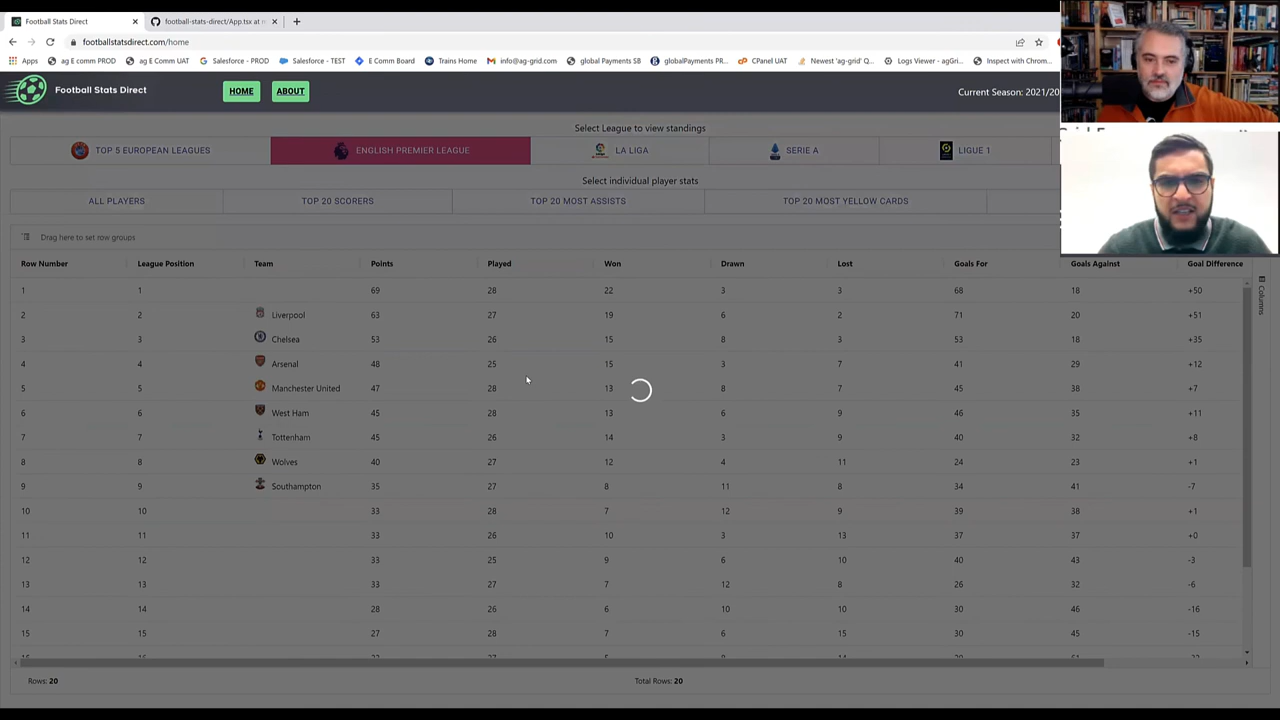 Football Stats Direct
football-stats-direct/App.tsx at m
footballstatsdirect.com/home
Apps
ag E comm PROD
ag E Comm UAT
Salesforce - PROD
Salesforce - TEST
E Comm Board
Trains Home
info@ag-grid.com
global Payments SB
globalPayments PR...
CPanel UAT
Newest 'ag-grid' Q...
Logs Viewer - agGri...
Inspect with Chrom...
Football Stats Direct
HOME
ABOUT
Current Season: 2021/20
Select League to view standings
TOP 5 EUROPEAN LEAGUES
ENGLISH PREMIER LEAGUE
LA LIGA
SERIE A
LIGUE 1
Select individual player stats
ALL PLAYERS
TOP 20 SCORERS
TOP 20 MOST ASSISTS
TOP 20 MOST YELLOW CARDS
Drag here to set row groups
Row Number League Position Team Points Played Won Drawn Lost Goals For Goals Against Goal Difference
1 1 69 28 22 3 3 68 18 +50
2 2 Liverpool 63 27 19 6 2 71 20 +51
3 3 Chelsea 53 26 15 8 3 53 18 +35
4 4 Arsenal 48 25 15 3 7 41 29 +12
5 5 Manchester United 47 28 13 8 7 45 38 +7
6 6 West Ham 45 28 13 6 9 46 35 +11
7 7 Tottenham 45 26 14 3 9 40 32 +8
8 8 Wolves 40 27 12 4 11 24 23 +1
9 9 Southampton 35 27 8 11 8 34 41 -7
10 10 33 28 7 12 9 39 38 +1
11 11 33 26 10 3 13 37 37 +0
12 12 33 25 9 6 10 40 43 -3
13 13 33 27 7 12 8 26 32 -6
14 14 28 26 6 10 10 30 46 -16
15 15 27 28 7 6 15 30 45 -15
Columns
Rows: 20
Total Rows: 20